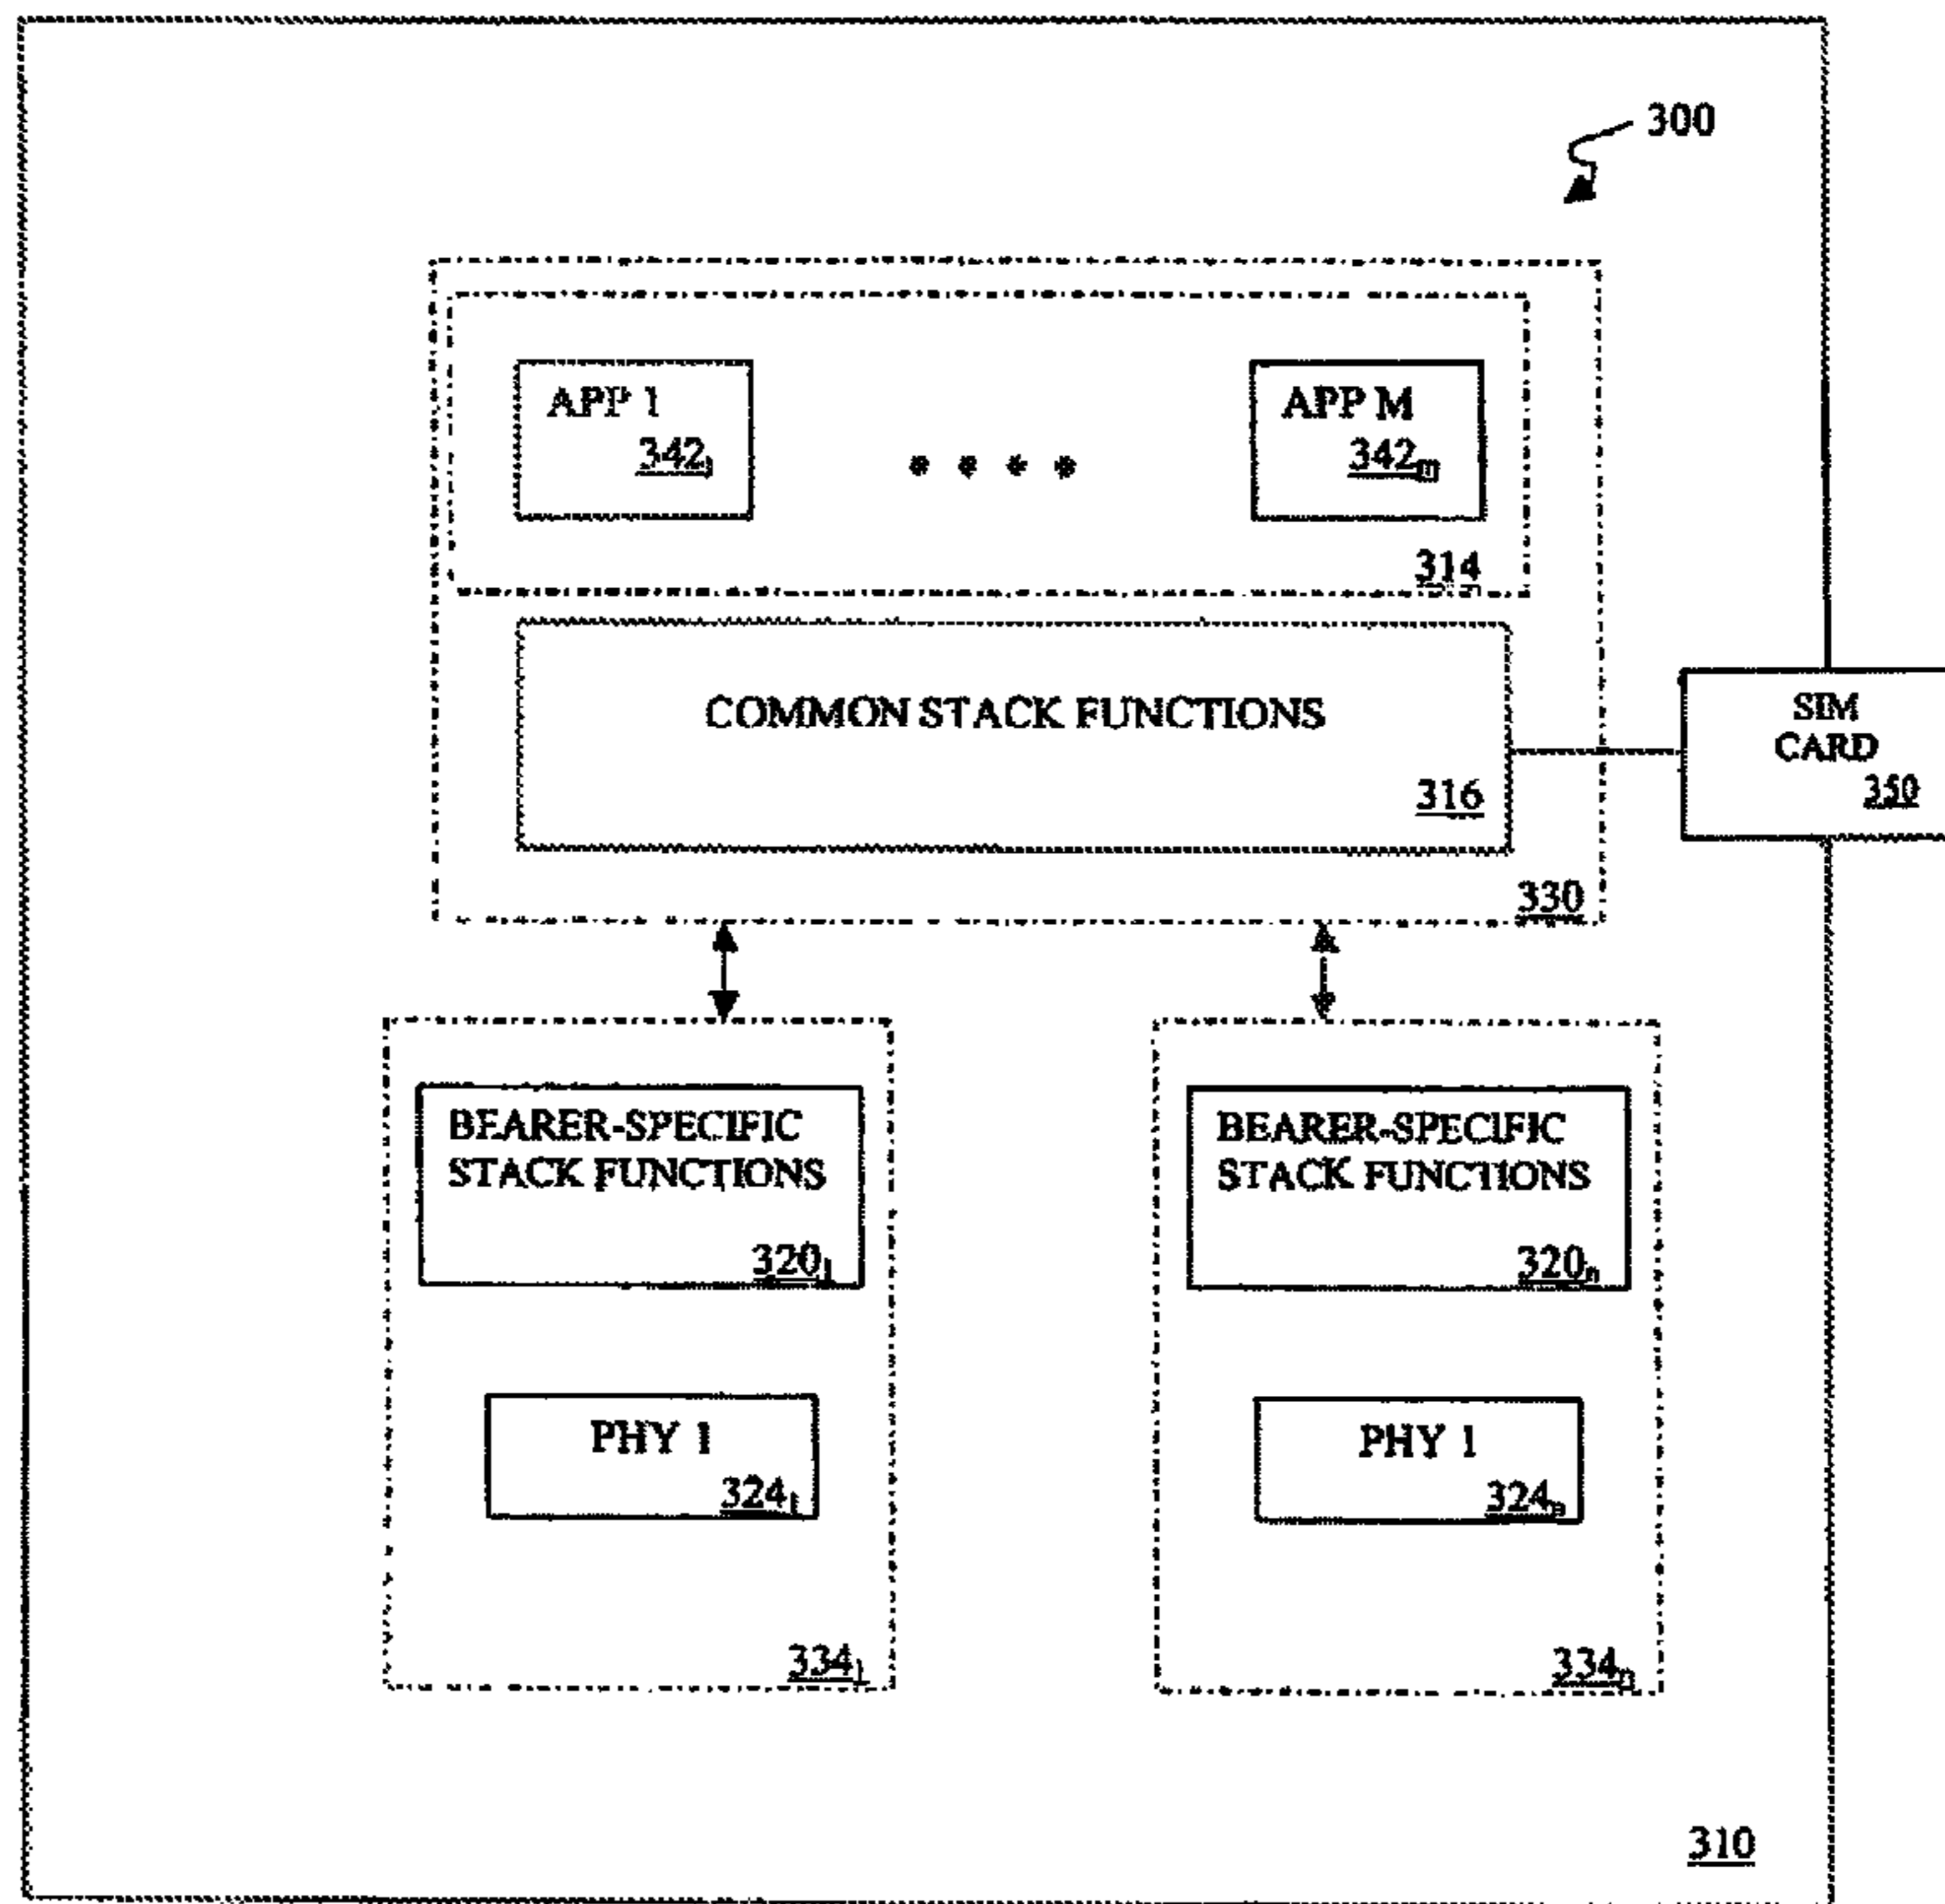 300
APP 1
342₁
APP M
342ₘ
314
COMMON STACK FUNCTIONS
316
SIM
CARD
350
330
BEARER-SPECIFIC
STACK FUNCTIONS
320₁
BEARER-SPECIFIC
STACK FUNCTIONS
320ₙ
PHY 1
324₁
PHY 1
324ₙ
334₁
334ₙ
310